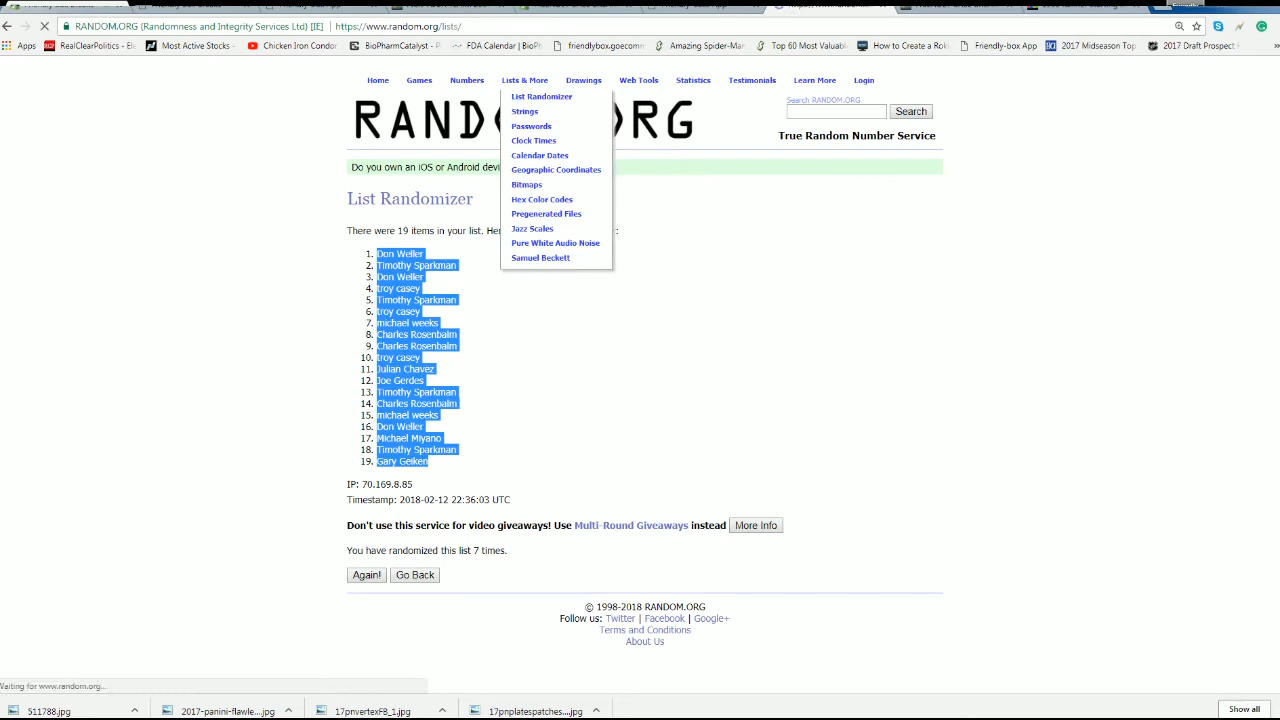 RANDOM.ORG (Randomness and Integrity Services Ltd) [IE] | https://www.random.org/lists/
Apps RealClearPolitics - El Most Active Stocks - Chicken Iron Condor BioPharmCatalyst - FDA Calendar | BioPh friendlybox.goecomm Amazing Spider-Mar Top 60 Most Valuabl How to Create a Rok Friendly-box App 2017 Midseason Top 2017 Draft Prospect F
Home Games Numbers Lists & More Drawings Web Tools Statistics Testimonials Learn More Login
List Randomizer
Strings
Passwords
Clock Times
Calendar Dates
Geographic Coordinates
Bitmaps
Hex Color Codes
Pregenerated Files
Jazz Scales
Pure White Audio Noise
Samuel Beckett
RAND RG
Search RANDOM.ORG
Search
True Random Number Service
Do you own an iOS or Android devi
List Randomizer
There were 19 items in your list. Her :
1. Don Weller
2. Timothy Sparkman
3. Don Weller
4. troy casey
5. Timothy Sparkman
6. troy casey
7. michael weeks
8. Charles Rosenbalm
9. Charles Rosenbalm
10. troy casey
11. Julian Chavez
12. Joe Gerdes
13. Timothy Sparkman
14. Charles Rosenbalm
15. michael weeks
16. Don Weller
17. Michael Miyano
18. Timothy Sparkman
19. Gary Geiken
IP: 70.169.8.85
Timestamp: 2018-02-12 22:36:03 UTC
Don't use this service for video giveaways! Use Multi-Round Giveaways instead More Info
You have randomized this list 7 times.
Again! Go Back
© 1998-2018 RANDOM.ORG
Follow us: Twitter | Facebook | Google+
Terms and Conditions
About Us
Waiting for www.random.org...
511788.jpg 2017-panini-flawle....jpg 17pnvertexFB_1.jpg 17pnplatespatches....jpg Show all